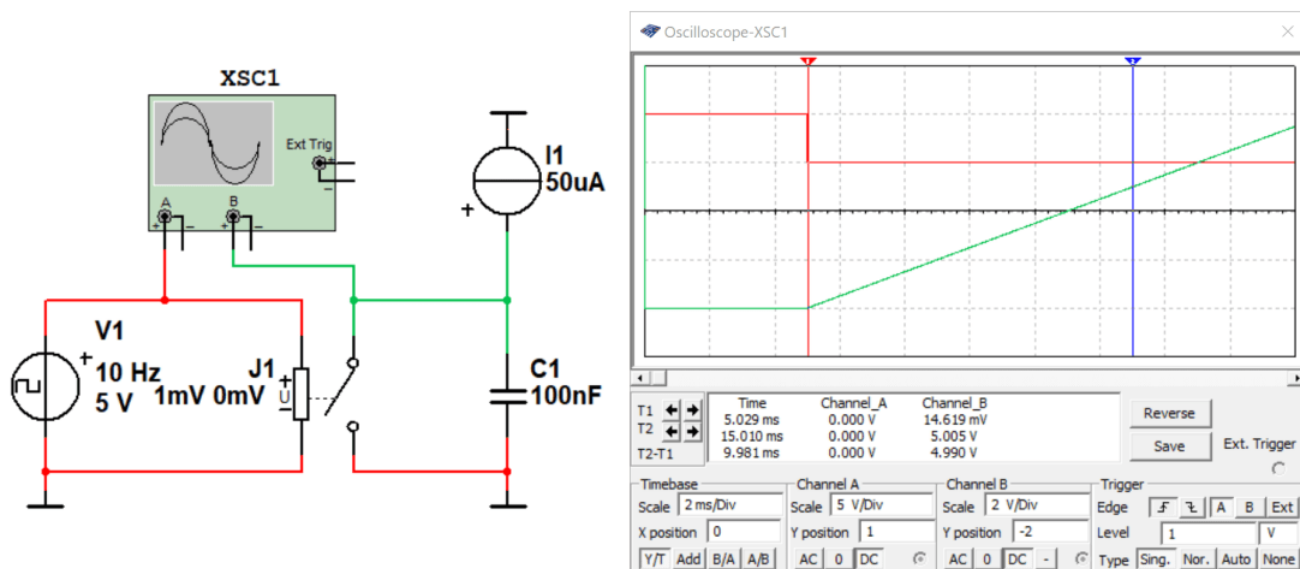 XSC1
Ext Trig
+
−
A
B
+ − + −
I1
50uA
+
V1
+
10 Hz
5 V
1mV 0mV
J1
+
U
−
C1
100nF
Oscilloscope-XSC1
T1
T2
T2-T1
Time Channel_A Channel_B
5.029 ms 0.000 V 14.619 mV
15.010 ms 0.000 V 5.005 V
9.981 ms 0.000 V 4.990 V
Reverse
Save
Ext. Trigger
Timebase
Scale 2 ms/Div
X position 0
Y/T Add B/A A/B
Channel A
Scale 5 V/Div
Y position 1
AC 0 DC
Channel B
Scale 2 V/Div
Y position -2
AC 0 DC -
Trigger
Edge A B Ext
Level 1 V
Type Sing. Nor. Auto None